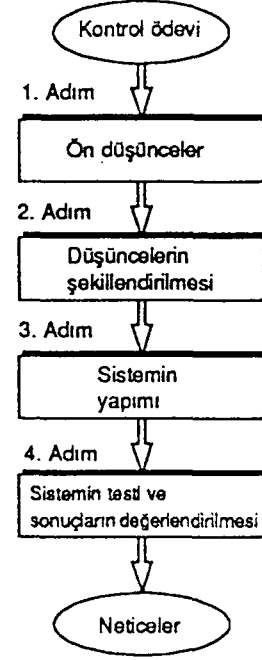 Kontrol ödevi
1. Adım
Ön düşünceler
2. Adım
Düşüncelerin
şekillendirilmesi
3. Adım
Sistemin
yapımı
4. Adım
Sistemin testi ve
sonuçların değerlendirilmesi
Neticeler